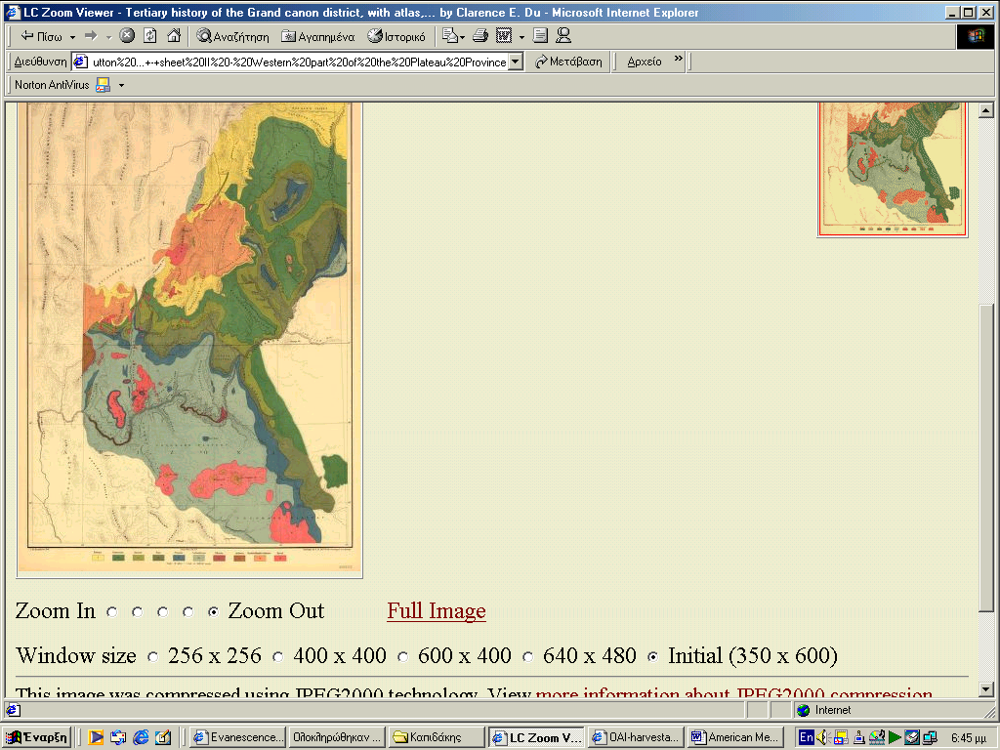 LC Zoom Viewer - Tertiary history of the Grand canon district, with atlas,... by Clarence E. Du - Microsoft Internet Explorer
Πίσω Αναζήτηση Αγαπημένα Ιστορικό
Διεύθυνση utton%20...+-+sheet%20II%20-%20Western%20part%20of%20the%20Plateau%20Province Μετάβαση Αρχείο »
Norton AntiVirus
Zoom In Zoom Out Full Image
Window size 256 x 256 400 x 400 600 x 400 640 x 480 Initial (350 x 600)
This image was compressed using JPEG2000 technology. View more information about JPEG2000 compression
Internet
Έναρξη Evanescence... Ολοκληρώθηκαν ... Καπιδάκης LC Zoom V... OAI-harvesta... American Me... En 6:45 μμ